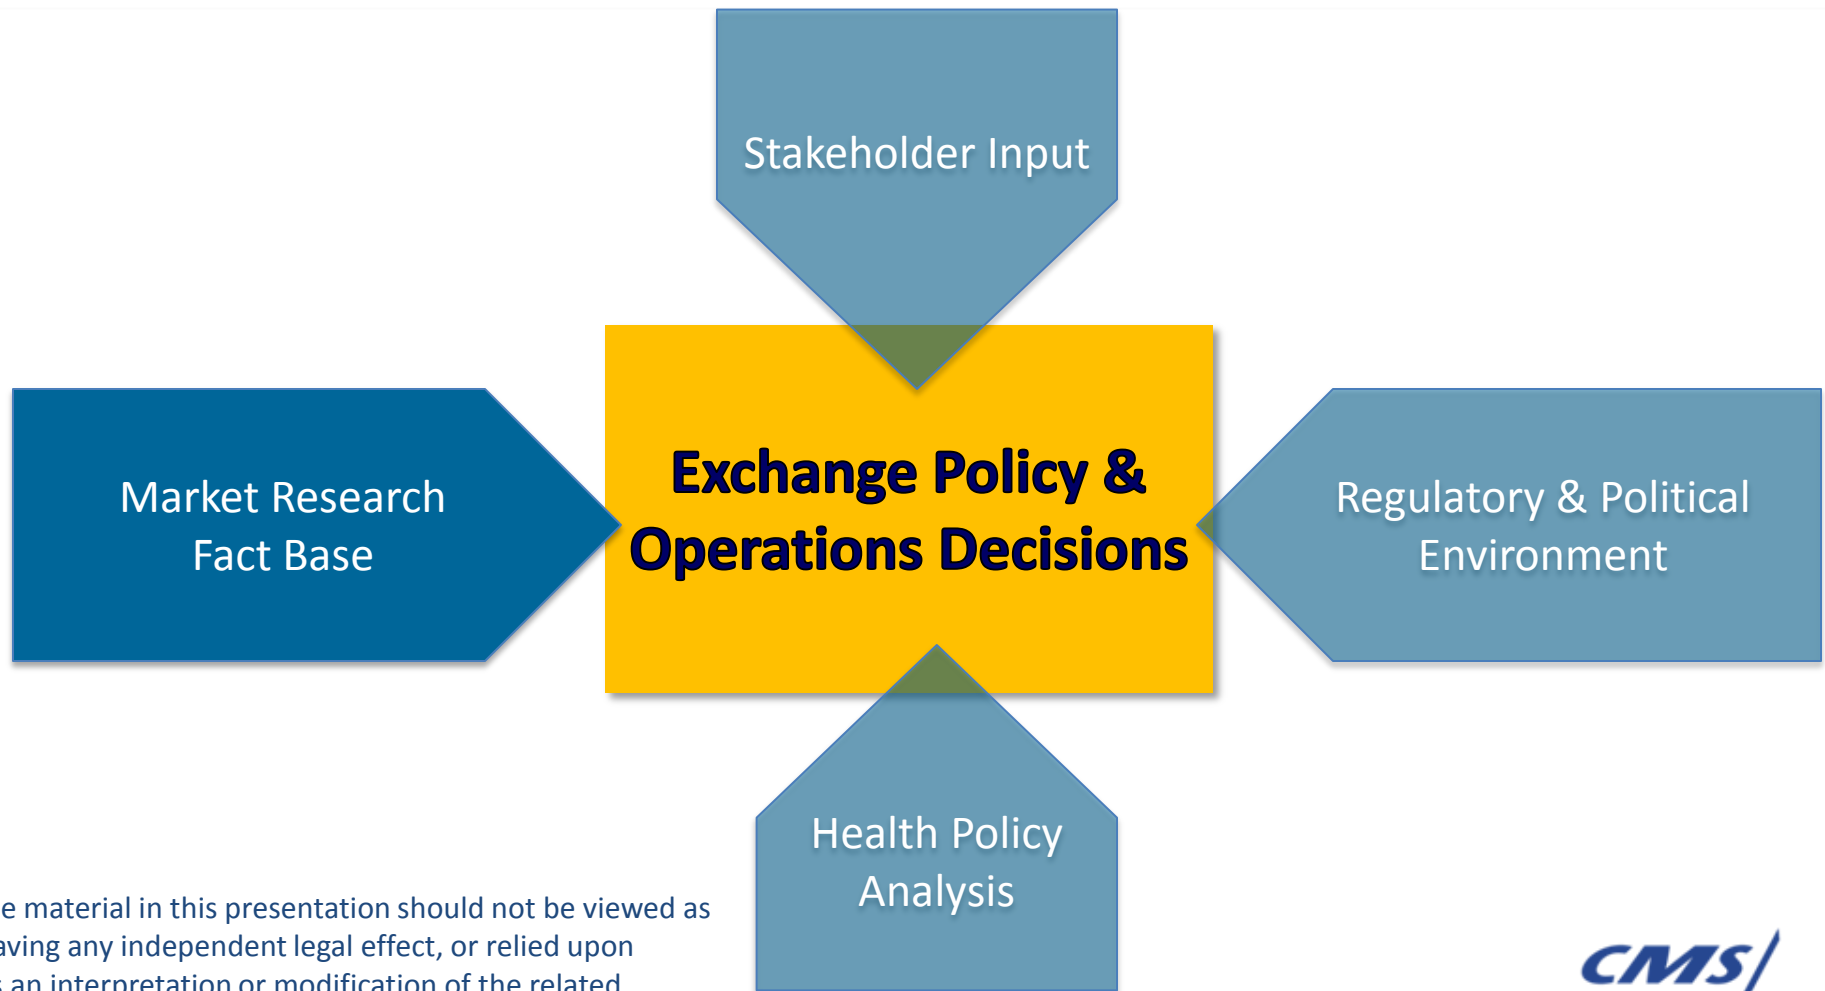 Stakeholder Input
Market Research
Fact Base
Exchange Policy &
Operations Decisions
Regulatory & Political
Environment
Health Policy
Analysis
material in this presentation should not be viewed as
any independent legal effect, or relied upon
an interpretation or modification of the related
CMS